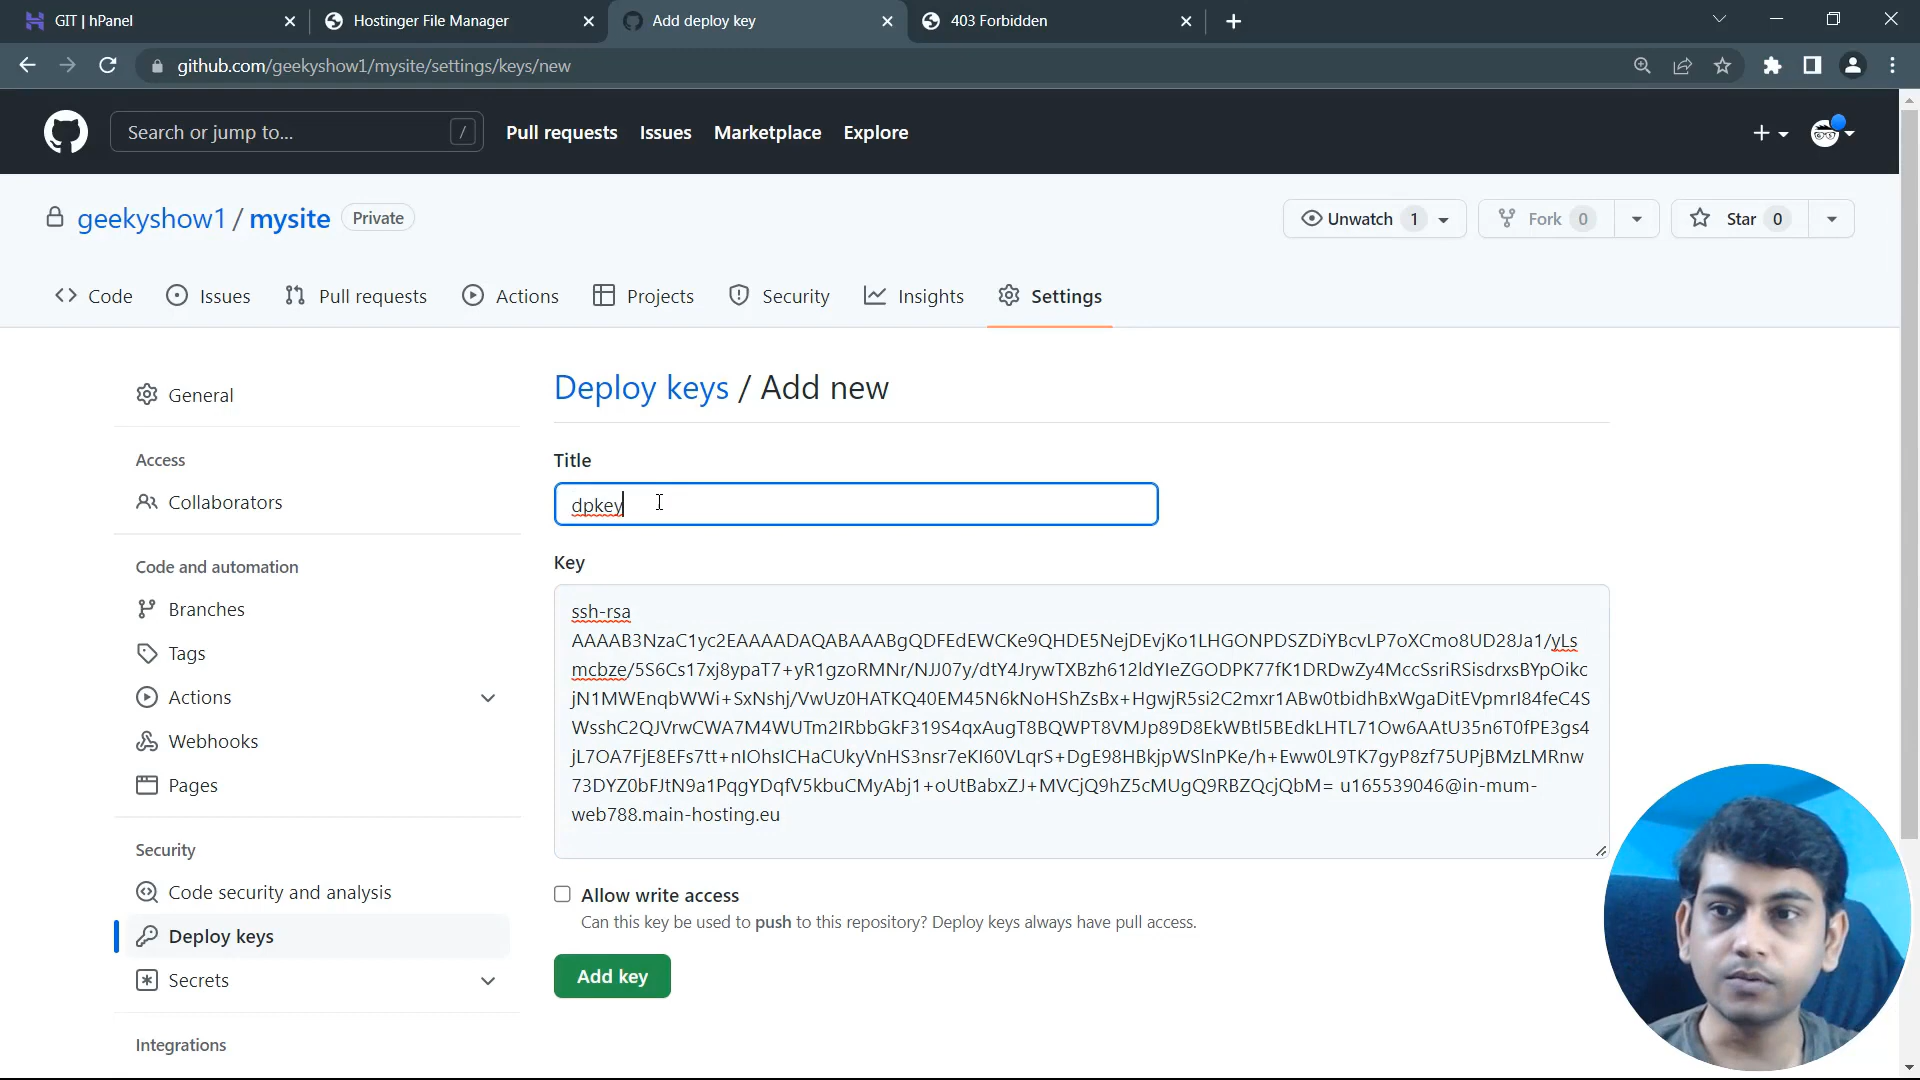 GIT | hPanel
Hostinger File Manager
Add deploy key
403 Forbidden
github.com/geekyshow1/mysite/settings/keys/new
Search or jump to...
/
Pull requests
Issues
Marketplace
Explore
geekyshow1 / mysite
Private
Unwatch 1
Fork 0
Star 0
Code
Issues
Pull requests
Actions
Projects
Security
Insights
Settings
General
Access
Collaborators
Code and automation
Branches
Tags
Actions
Webhooks
Pages
Security
Code security and analysis
Deploy keys
Secrets
Integrations
Deploy keys / Add new
Title
dpkey
Key
ssh-rsa
AAAAB3NzaC1yc2EAAAADAQABAAABgQDFEdEWCKe9QHDE5NejDEvjKo1LHGONPDSZDiYBcvLP7oXCmo8UD28Ja1/yLs
mcbze/5S6Cs17xj8ypaT7+yR1gzoRMNr/NJJ07y/dtY4JrywTXBzh612ldYIeZGODPK77fK1DRDwZy4MccSsriRSisdrxsBYpOikc
jN1MWEnqbWWi+SxNshj/VwUz0HATKQ40EM45N6kNoHShZsBx+HgwjR5si2C2mxr1ABw0tbidhBxWgaDitEVpmrI84feC4S
WsshC2QJVrwCWA7M4WUTm2IRbbGkF319S4qxAugT8BQWPT8VMJp89D8EkWBtl5BEdkLHTL71Ow6AAtU35n6T0fPE3gs4
jL7OA7FjE8EFs7tt+nIOhsICHaCUkyVnHS3nsr7eKI60VLqrS+DgE98HBkjpWSlnPKe/h+Eww0L9TK7gyP8zf75UPjBMzLMRnw
73DYZ0bFJtN9a1PqgYDqfV5kbuCMyAbj1+oUtBabxZJ+MVCjQ9hZ5cMUgQ9RBZQcjQbM= u165539046@in-mum-
web788.main-hosting.eu
Allow write access
Can this key be used to push to this repository? Deploy keys always have pull access.
Add key